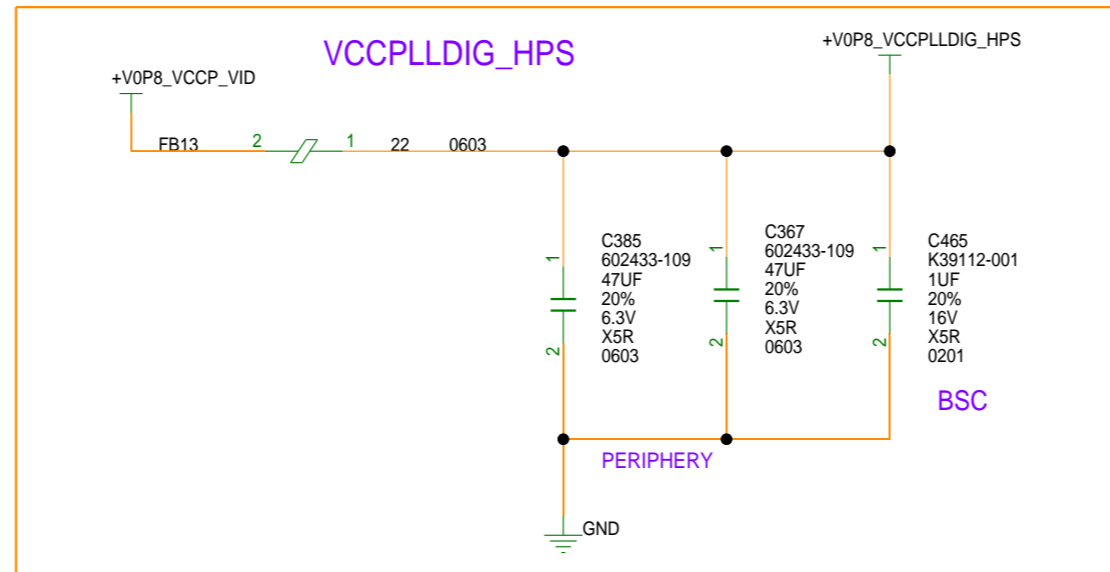 VCCPLLDIG_HPS
+V0P8_VCCPLLDIG_HPS
+V0P8_VCCP_VID
FB13 2 1 22 0603
1
C385
602433-109
47UF
20%
6.3V
X5R
0603
2
1
C367
602433-109
47UF
20%
6.3V
X5R
0603
2
1
C465
K39112-001
1UF
20%
16V
X5R
0201
2
BSC
PERIPHERY
GND